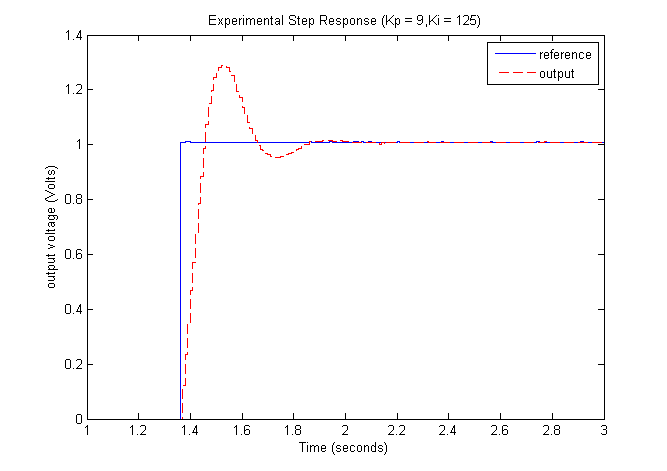 Experimental Step Response (Kp = 9,Ki = 125)
reference
output
output voltage (Volts)
1.4
1.2
1
0.8
0.6
0.4
0.2
0
1 1.2 1.4 1.6 1.8 2 2.2 2.4 2.6 2.8 3
Time (seconds)